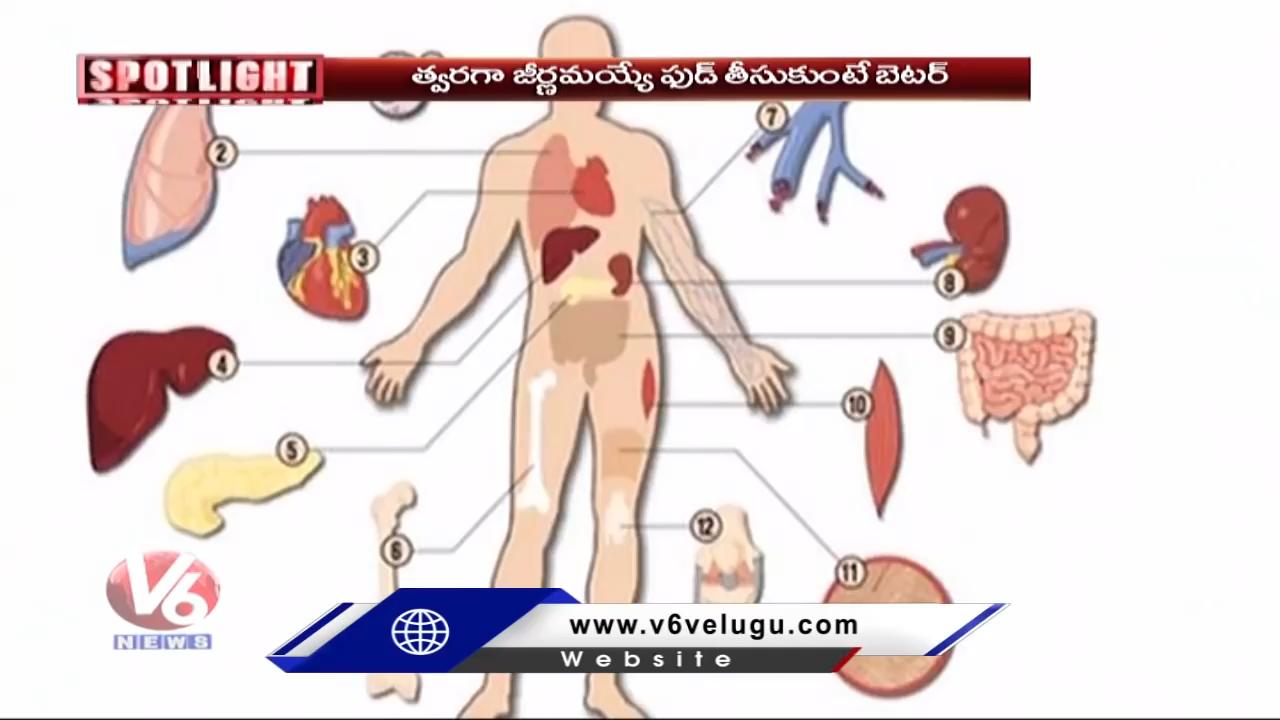 SPOTLIGHT
త్వరగా జీర్ణమయ్యే ఫుడ్ తీసుకుంటే బెటర్
7
2
3
8
9
4
10
5
12
6
11
V6
NEWS
www.v6velugu.com
Website